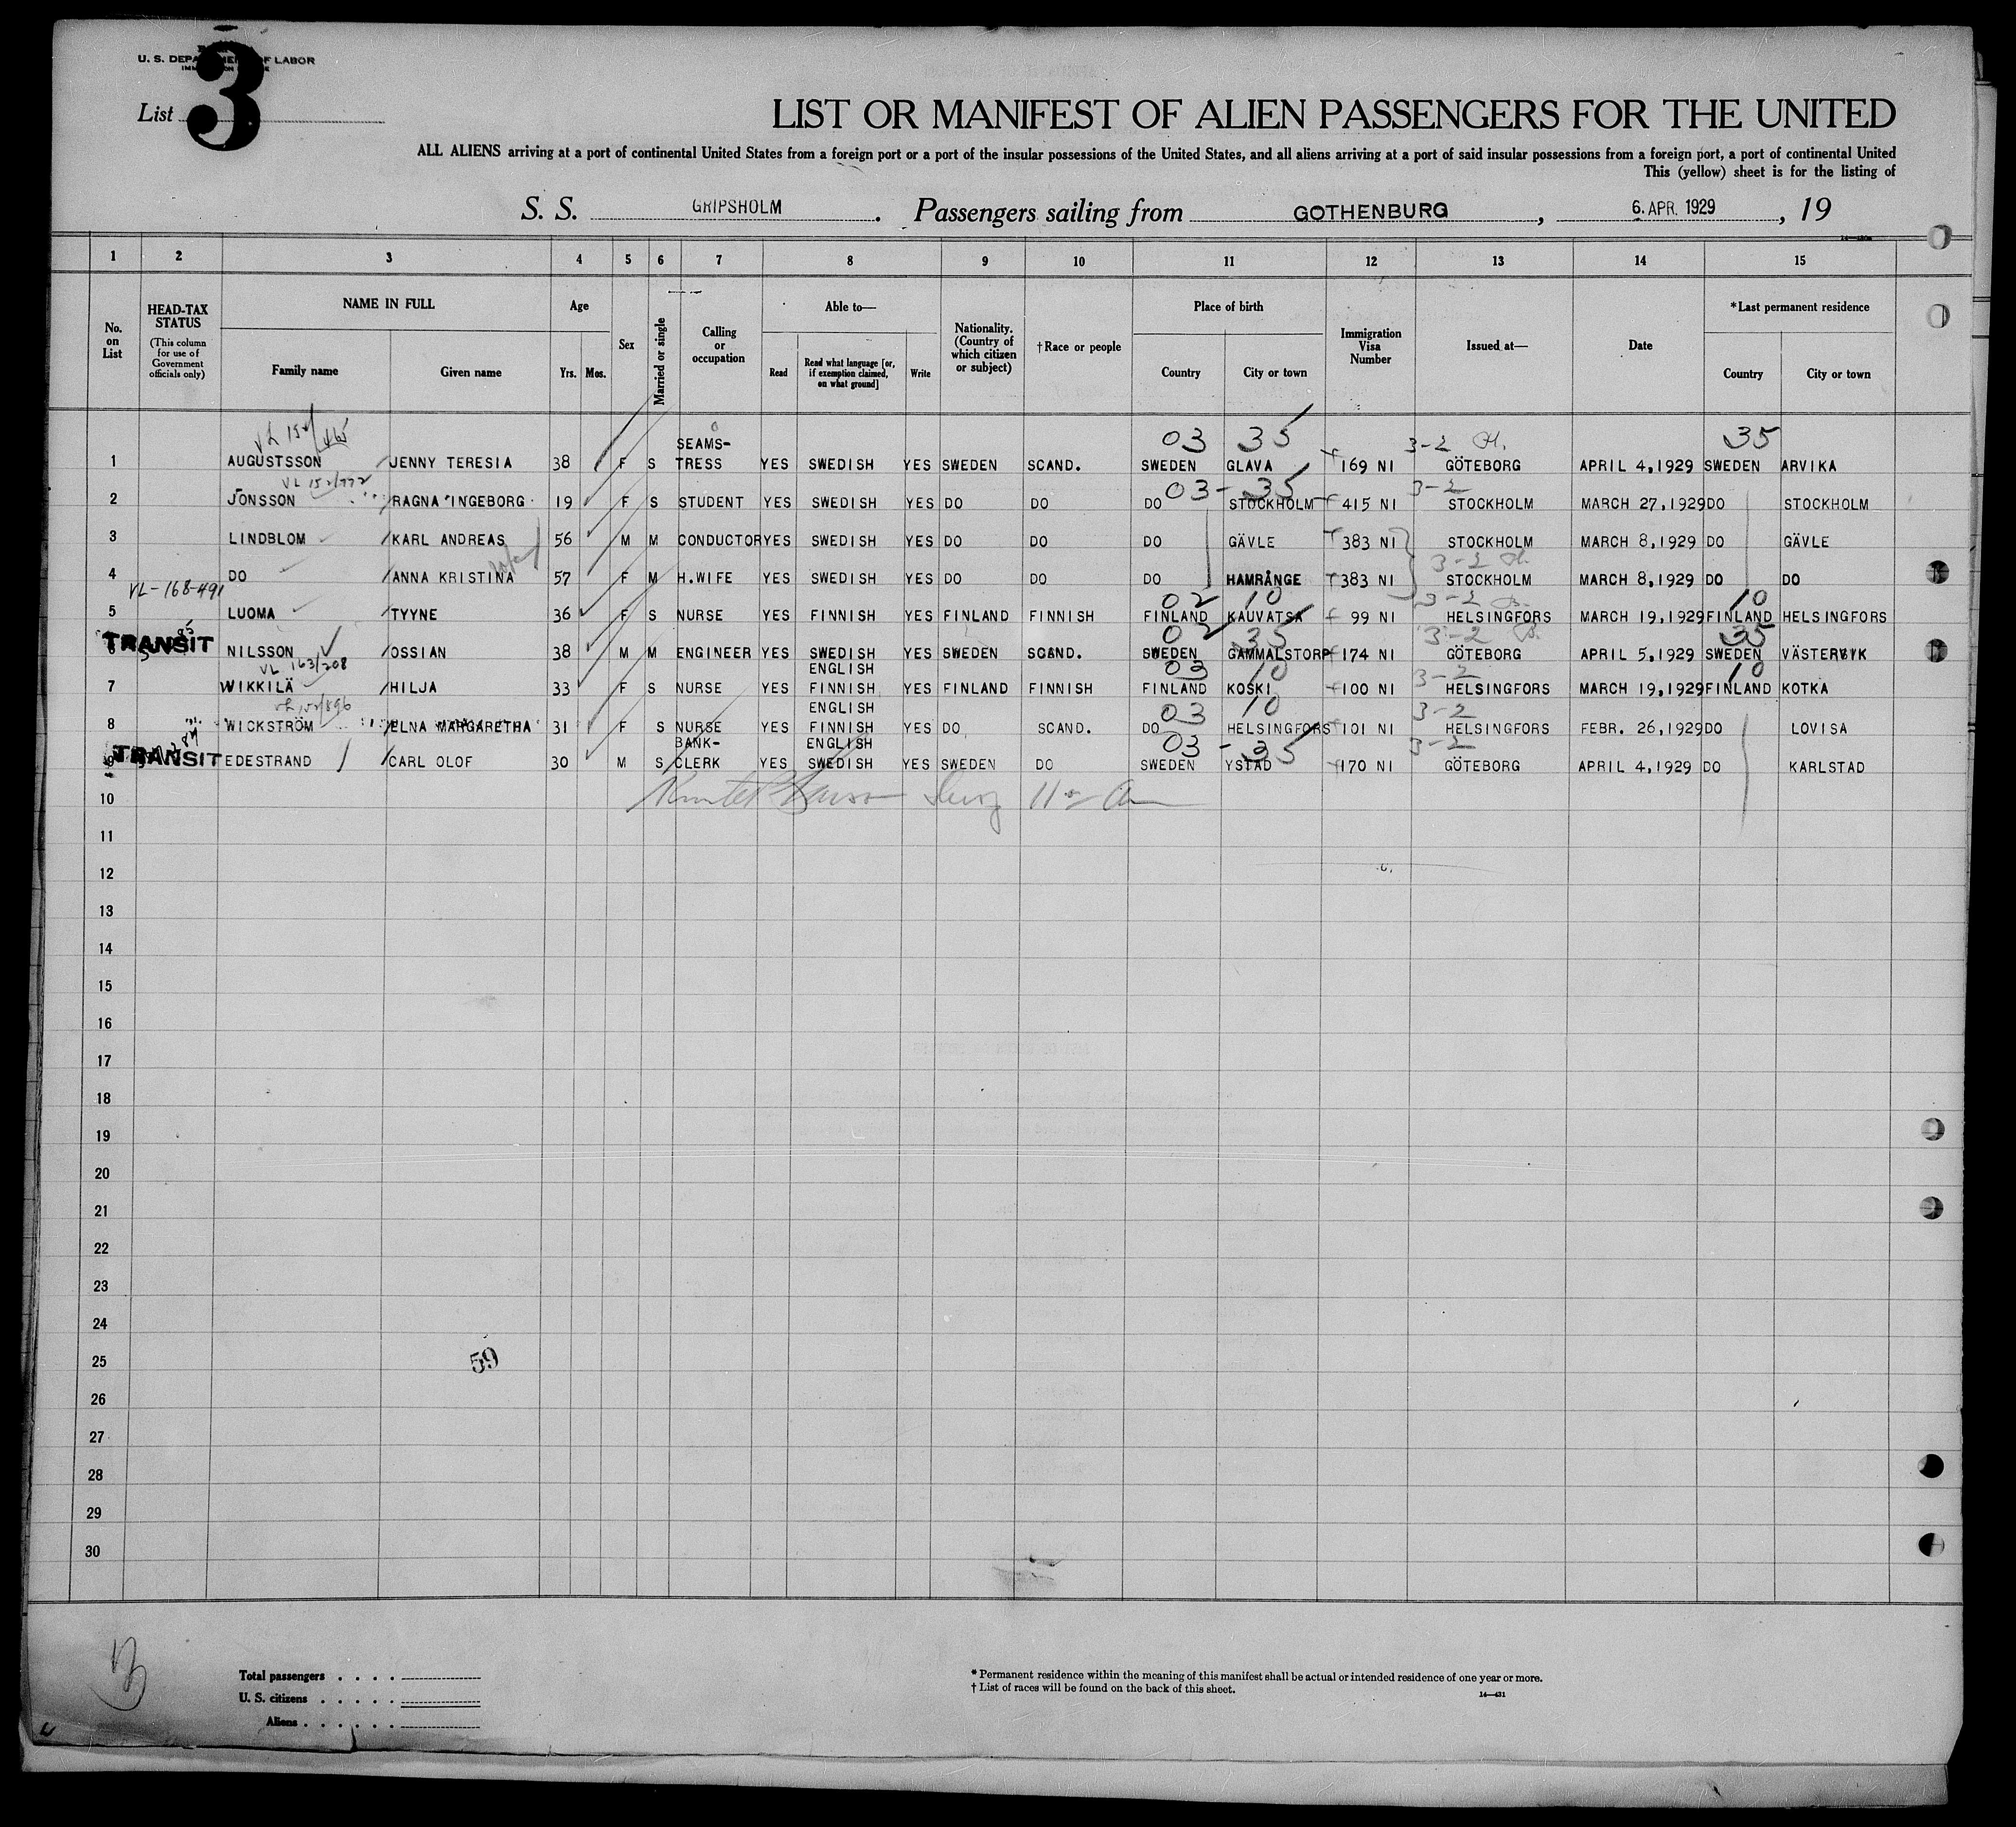 U. S. DEPARTMENT OF LABOR
List 3
LIST OR MANIFEST OF ALIEN PASSENGERS FOR THE UNITED
ALL ALIENS arriving at a port of continental United States from a foreign port or a port of the insular possessions of the United States, and all aliens arriving at a port of said insular possessions from a foreign port, a port of continental United
This (yellow) sheet is for the listing of
S. S. GRIPSHOLM. Passengers sailing from GOTHENBURG, 6. APR. 1929, 19
1 2 3 4 5 6 7 8 9 10 11 12 13 14 15
No. on List
HEAD-TAX STATUS (This column for use of Government officials only)
NAME IN FULL
Family name Given name
Age
Yrs. Mos.
Sex
Married or single
Calling or occupation
Able to—
Read
Read what language [or, if exemption claimed, on what ground]
Write
Nationality. (Country of which citizen or subject)
†Race or people
Place of birth
Country City or town
Immigration Visa Number
Issued at—
Date
*Last permanent residence
Country City or town
03 35 3-2 35
1 AUGUSTSSON JENNY TERESIA 38 F S SEAMS-TRESS YES SWEDISH YES SWEDEN SCAND. SWEDEN GLAVA 169 NI GÖTEBORG APRIL 4,1929 SWEDEN ARVIKA
03-35 3-2
2 JONSSON RAGNA INGEBORG 19 F S STUDENT YES SWEDISH YES DO DO DO STOCKHOLM 415 NI STOCKHOLM MARCH 27,1929 DO STOCKHOLM
3 LINDBLOM KARL ANDREAS 56 M M CONDUCTOR YES SWEDISH YES DO DO DO GÄVLE 383 NI STOCKHOLM MARCH 8,1929 DO GÄVLE
3-2
4 DO ANNA KRISTINA 57 F M H.WIFE YES SWEDISH YES DO DO DO HAMRÅNGE 383 NI STOCKHOLM MARCH 8,1929 DO DO
VL-168-491 02 10 3-2 10
5 LUOMA TYYNE 36 F S NURSE YES FINNISH YES FINLAND FINNISH FINLAND KAUVATSA 99 NI HELSINGFORS MARCH 19,1929 FINLAND HELSINGFORS
02 35 3-2 35
TRANSIT
6 NILSSON OSSIAN 38 M M ENGINEER YES SWEDISH ENGLISH YES SWEDEN SCAND. SWEDEN GAMMALSTORP 174 NI GÖTEBORG APRIL 5,1929 SWEDEN VÄSTERVIK
VL 163/208 03 10 3-2 10
7 WIKKILÄ HILJA 33 F S NURSE YES FINNISH ENGLISH YES FINLAND FINNISH FINLAND KOSKI 100 NI HELSINGFORS MARCH 19,1929 FINLAND KOTKA
03 10 3-2
8 WICKSTRÖM ELNA MARGARETHA 31 F S NURSE YES FINNISH ENGLISH YES DO SCAND. DO HELSINGFORS 101 NI HELSINGFORS FEBR. 26,1929 DO LOVISA
03-35 3-2
TRANSIT
9 EDESTRAND CARL OLOF 30 M S BANK-CLERK YES SWEDISH YES SWEDEN DO SWEDEN YSTAD 170 NI GÖTEBORG APRIL 4,1929 DO KARLSTAD
10
11
12
13
14
15
16
17
18
19
20
21
22
23
24
25 59
26
27
28
29
30
Total passengers . . . .
U. S. citizens . . . . .
Aliens . . . . . .
* Permanent residence within the meaning of this manifest shall be actual or intended residence of one year or more.
† List of races will be found on the back of this sheet.
14—431